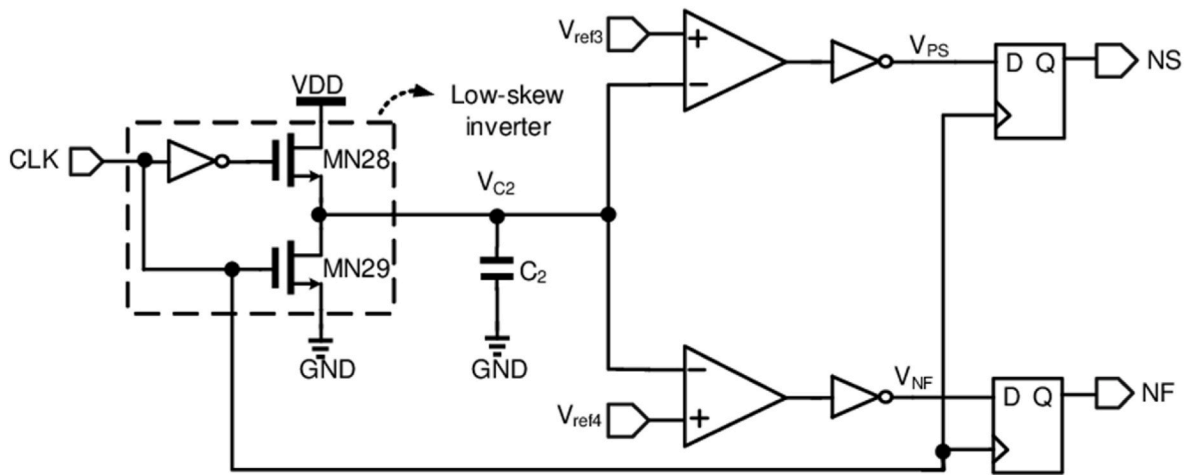 Vref3
+
−
VPS
D Q
NS
VDD
Low-skew
inverter
CLK
MN28
VC2
MN29
C2
GND
GND
−
+
Vref4
VNF
D Q
NF